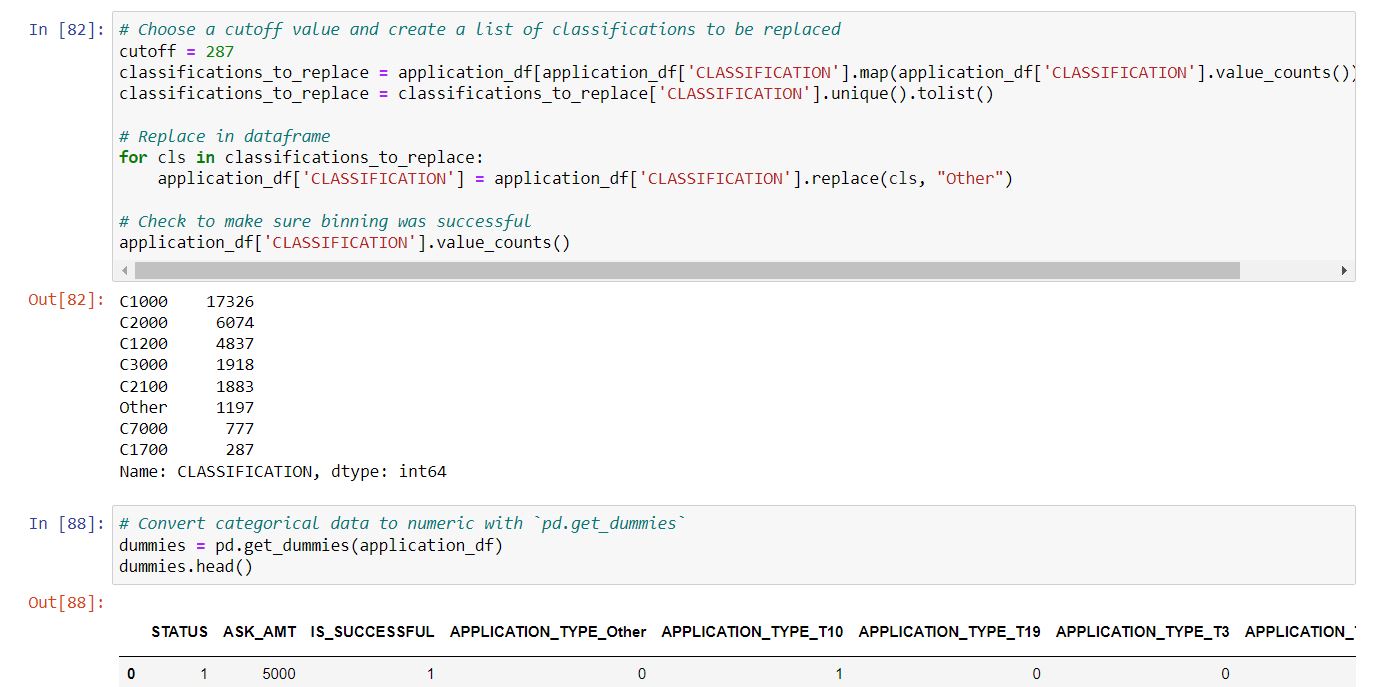 In [82]: # Choose a cutoff value and create a list of classifications to be replaced
cutoff = 287
classifications_to_replace = application_df[application_df['CLASSIFICATION'].map(application_df['CLASSIFICATION'].value_counts())
classifications_to_replace = classifications_to_replace['CLASSIFICATION'].unique().tolist()
# Replace in dataframe
for cls in classifications_to_replace:
application_df['CLASSIFICATION'] = application_df['CLASSIFICATION'].replace(cls, "Other")
# Check to make sure binning was successful
application_df['CLASSIFICATION'].value_counts()
Out[82]: C1000 17326
C2000 6074
C1200 4837
C3000 1918
C2100 1883
Other 1197
C7000 777
C1700 287
Name: CLASSIFICATION, dtype: int64
In [88]: # Convert categorical data to numeric with `pd.get_dummies`
dummies = pd.get_dummies(application_df)
dummies.head()
Out[88]:
STATUS ASK_AMT IS_SUCCESSFUL APPLICATION_TYPE_Other APPLICATION_TYPE_T10 APPLICATION_TYPE_T19 APPLICATION_TYPE_T3 APPLICATION_
0 1 5000 1 0 1 0 0